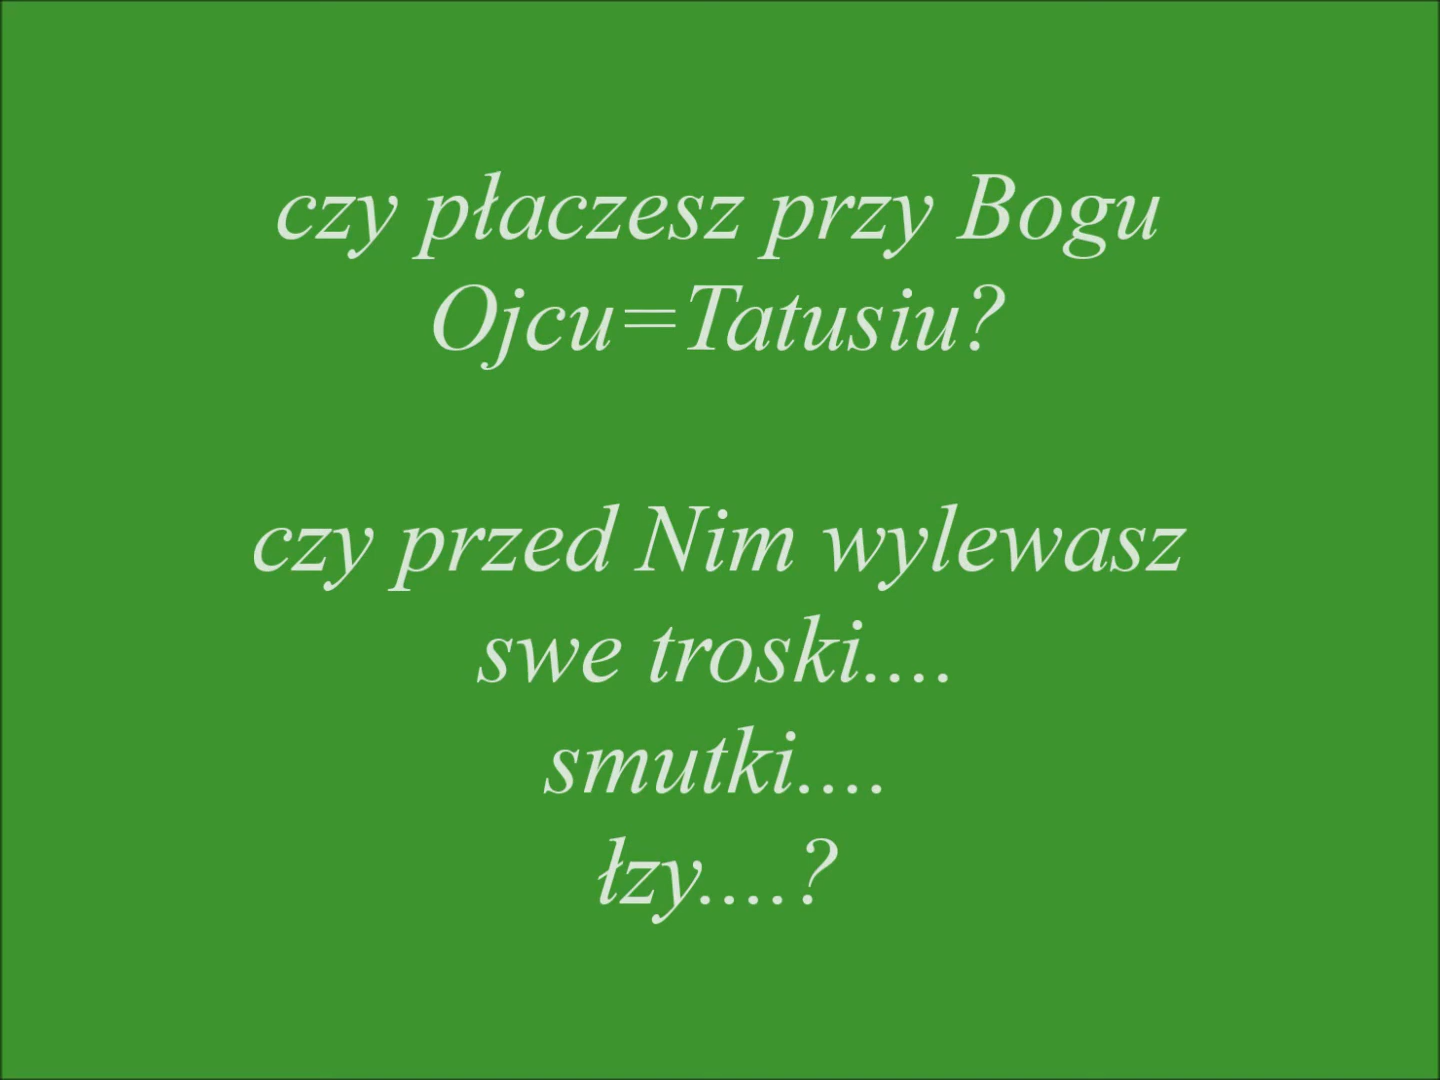 czy płaczesz przy Bogu
Ojcu=Tatusiu?
czy przed Nim wylewasz
swe troski....
smutki....
łzy....?